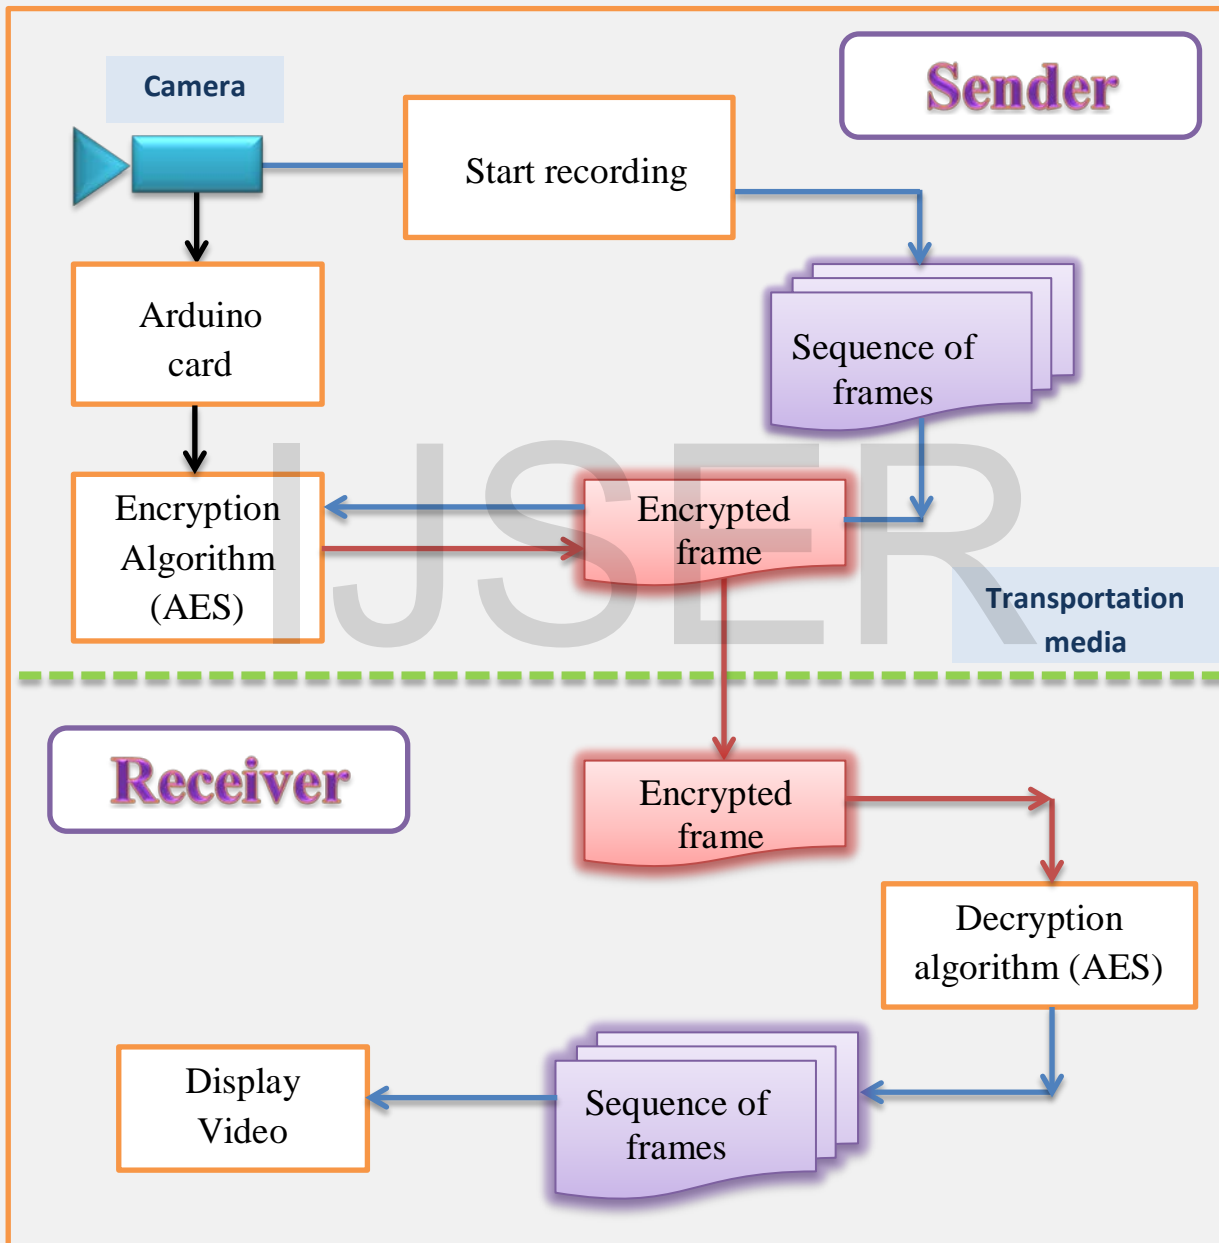 Camera
Sender
Start recording
Arduino
card
Sequence of
frames
Encryption
Algorithm
(AES)
Encrypted
frame
IJSER
Transportation
media
Receiver
Encrypted
frame
Decryption
algorithm (AES)
Display
Video
Sequence of
frames